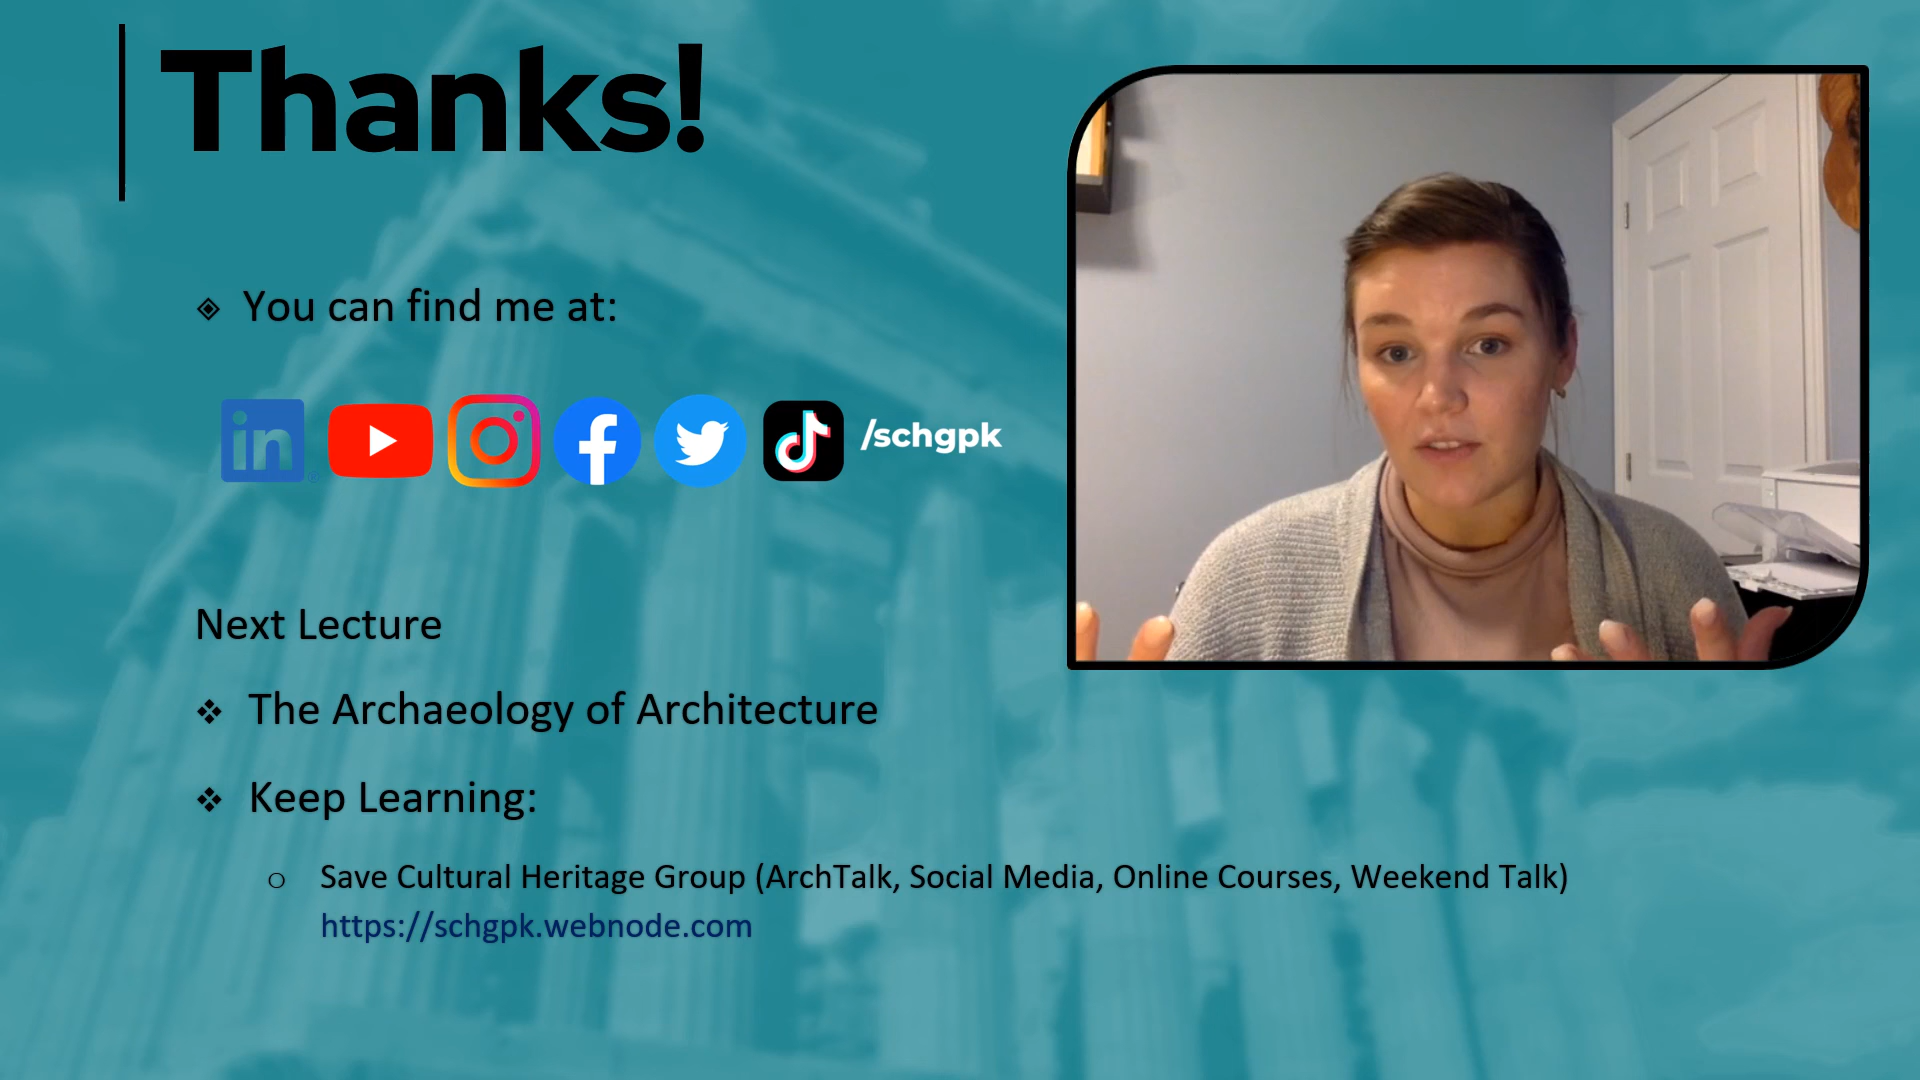 Thanks!
You can find me at:
in /schgpk
Next Lecture
The Archaeology of Architecture
Keep Learning:
Save Cultural Heritage Group (ArchTalk, Social Media, Online Courses, Weekend Talk)
https://schgpk.webnode.com